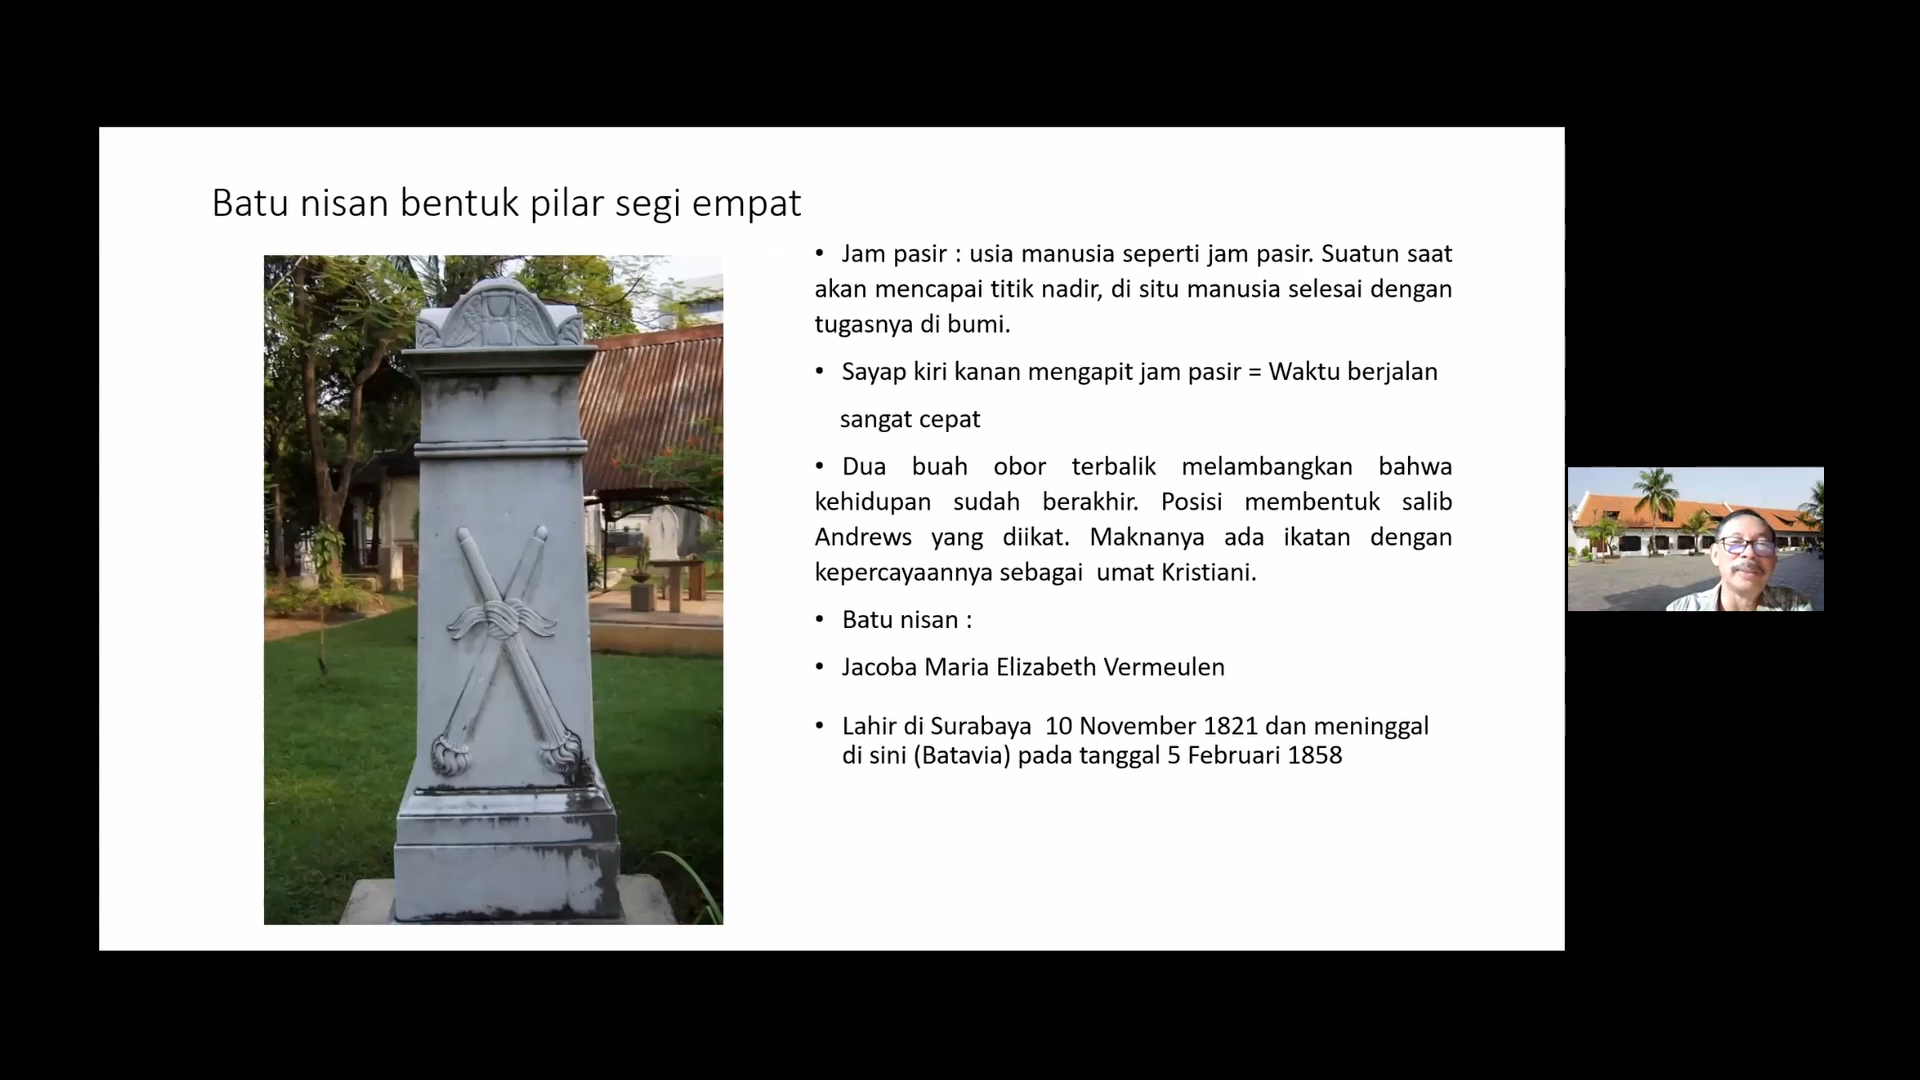 Batu nisan bentuk pilar segi empat
• Jam pasir : usia manusia seperti jam pasir. Suatun saat
akan mencapai titik nadir, di situ manusia selesai dengan
tugasnya di bumi.
• Sayap kiri kanan mengapit jam pasir = Waktu berjalan
sangat cepat
• Dua buah obor terbalik melambangkan bahwa
kehidupan sudah berakhir. Posisi membentuk salib
Andrews yang diikat. Maknanya ada ikatan dengan
kepercayaannya sebagai umat Kristiani.
• Batu nisan :
• Jacoba Maria Elizabeth Vermeulen
• Lahir di Surabaya 10 November 1821 dan meninggal
di sini (Batavia) pada tanggal 5 Februari 1858